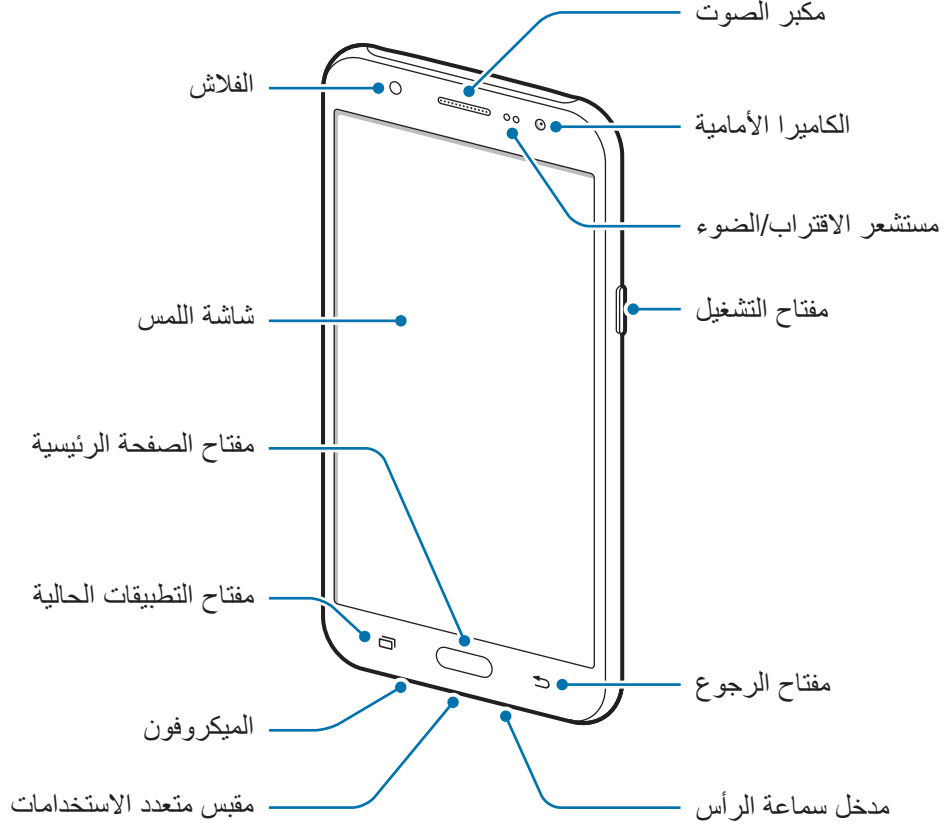 مكبر الصوت
الفلاش
الكاميرا الأمامية
مستشعر الاقتراب/الضوء
مفتاح التشغيل
شاشة اللمس
مفتاح الصفحة الرئيسية
مفتاح التطبيقات الحالية
مفتاح الرجوع
الميكروفون
مدخل سماعة الرأس
مقبس متعدد الاستخدامات